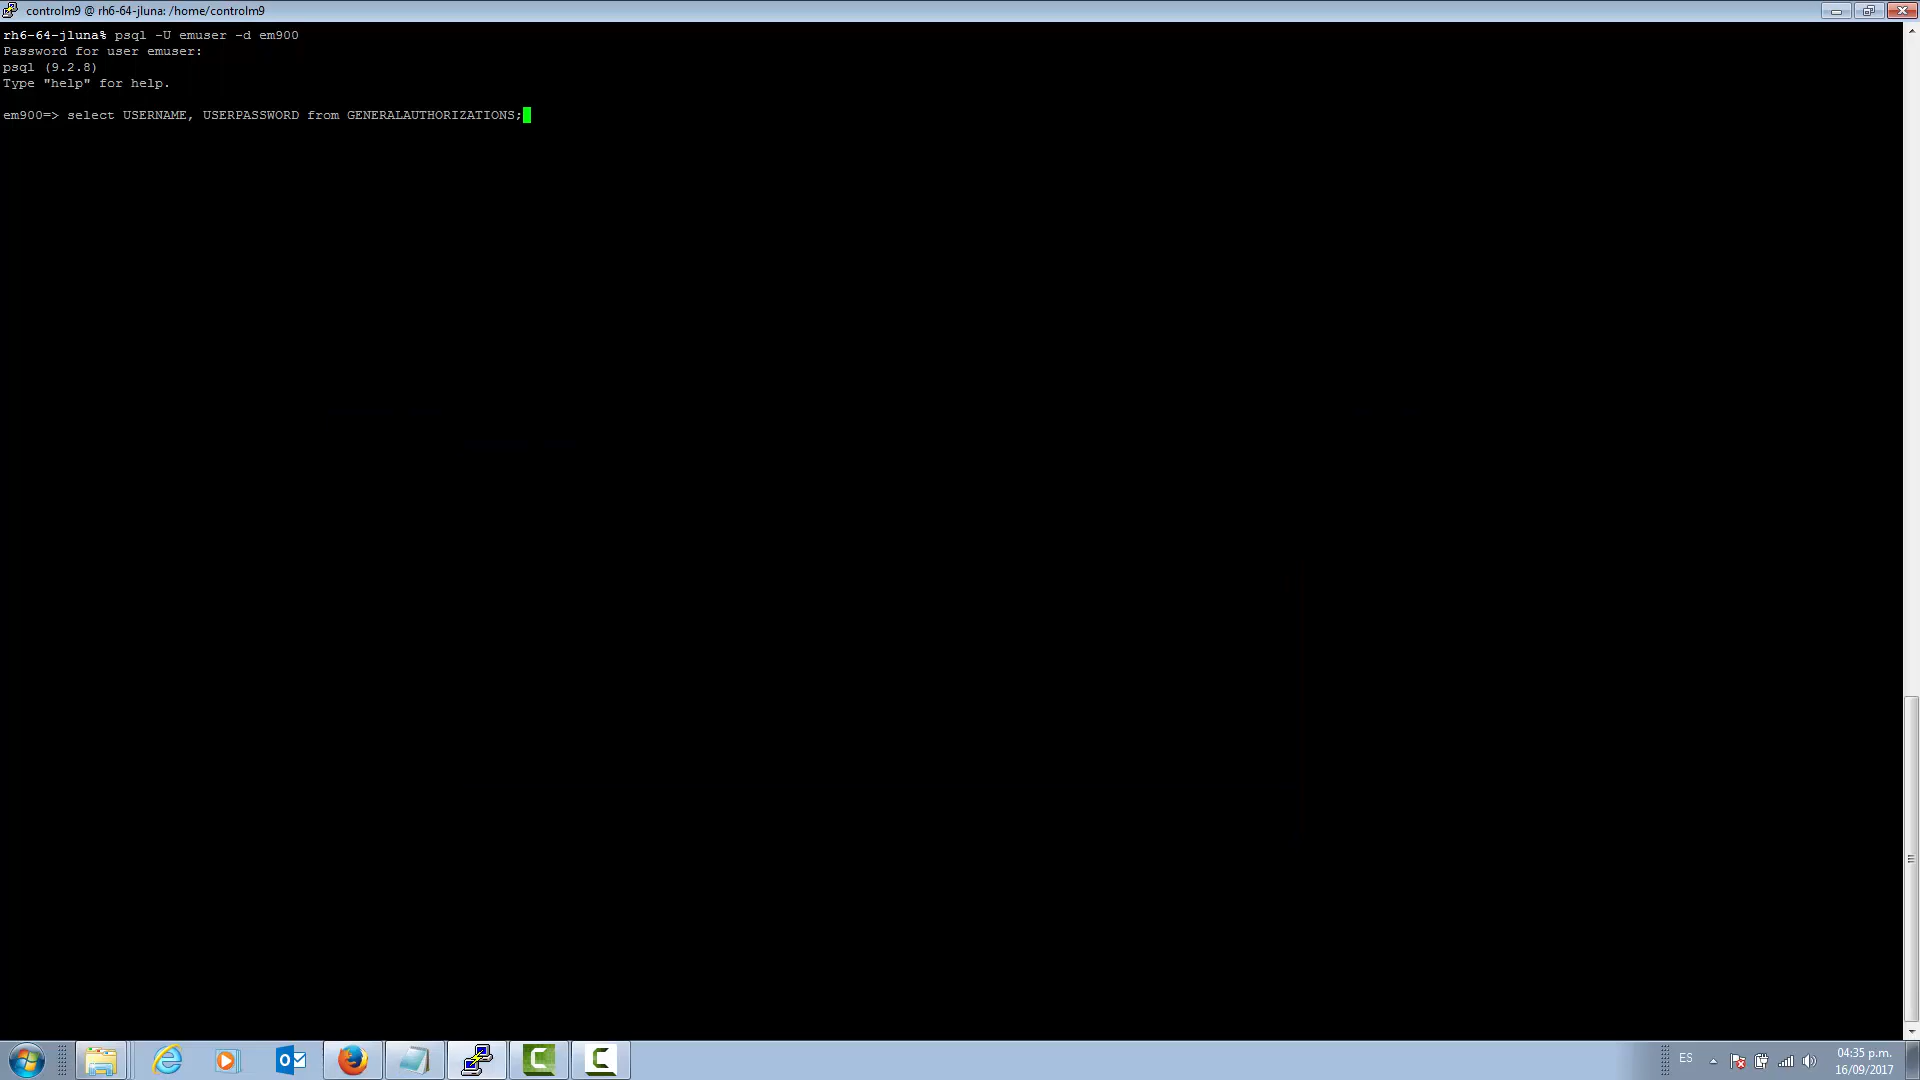 controlm9 @ rh6-64-jluna: /home/controlm9
rh6-64-jluna% psql -U emuser -d em900
Password for user emuser:
psql (9.2.8)
Type "help" for help.
em900=> select USERNAME, USERPASSWORD from GENERALAUTHORIZATIONS;
ES
04:35 p.m.
16/09/2017